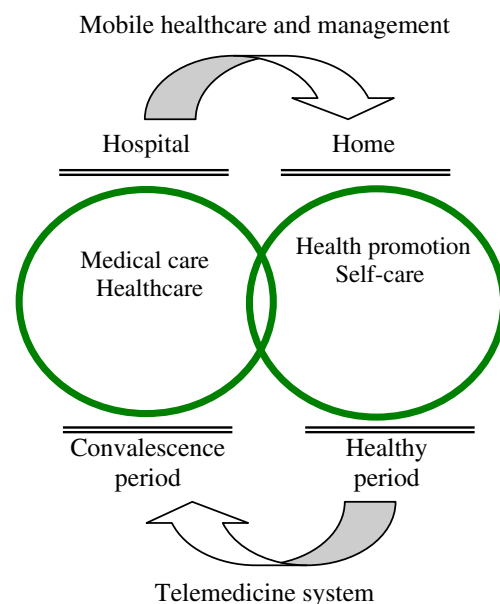 Mobile healthcare and management
Hospital
Home
Medical care
Healthcare
Health promotion
Self-care
Convalescence
period
Healthy
period
Telemedicine system